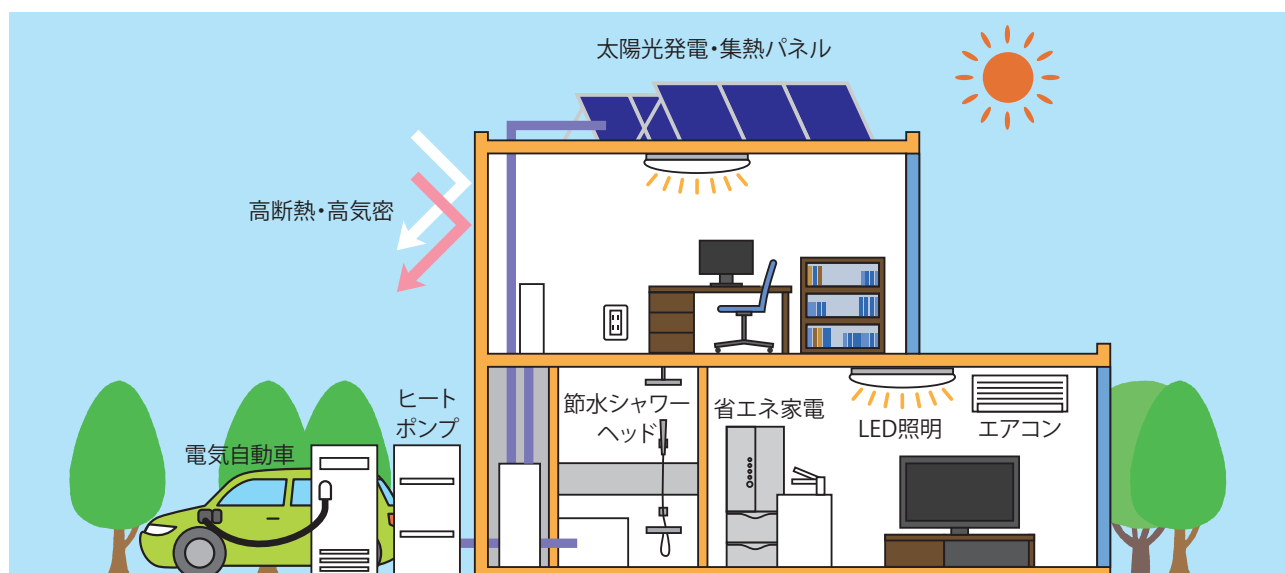 太陽光発電・集熱パネル
高断熱・高気密
ヒート
ポンプ
電気自動車
節水シャワー
ヘッド
省エネ家電
LED照明
エアコン